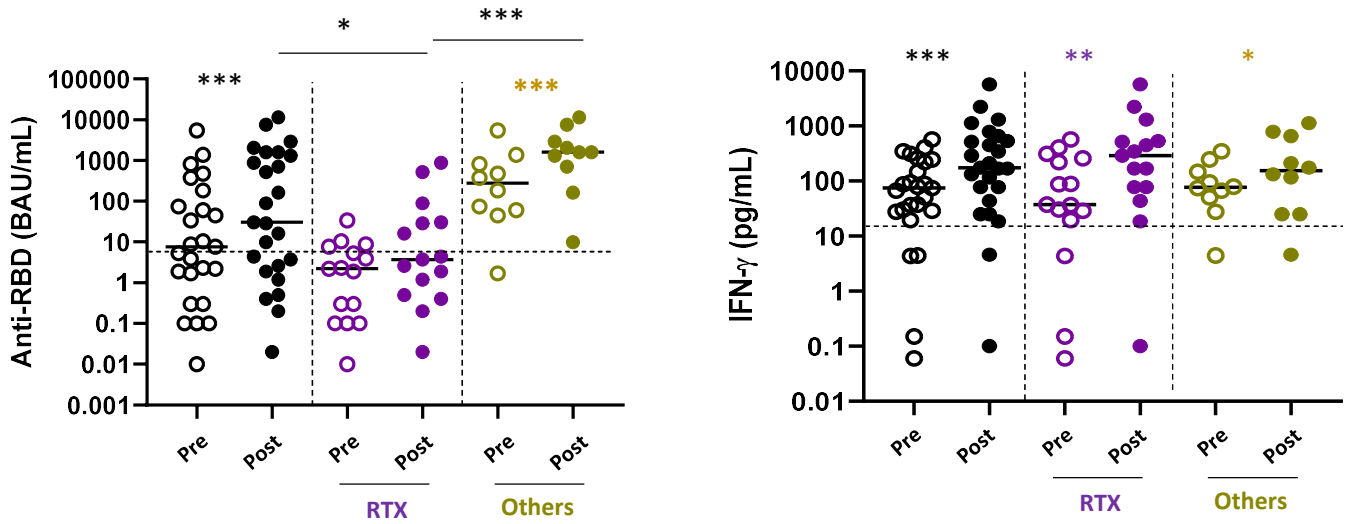 * ***
100000 *** ***
10000
1000
100
10
1
0.1
0.01
0.001
Anti-RBD (BAU/mL)
Pre Post Pre Post Pre Post
RTX Others
*** ** *
10000
1000
100
10
1
0.1
0.01
IFN-γ (pg/mL)
Pre Post Pre Post Pre Post
RTX Others